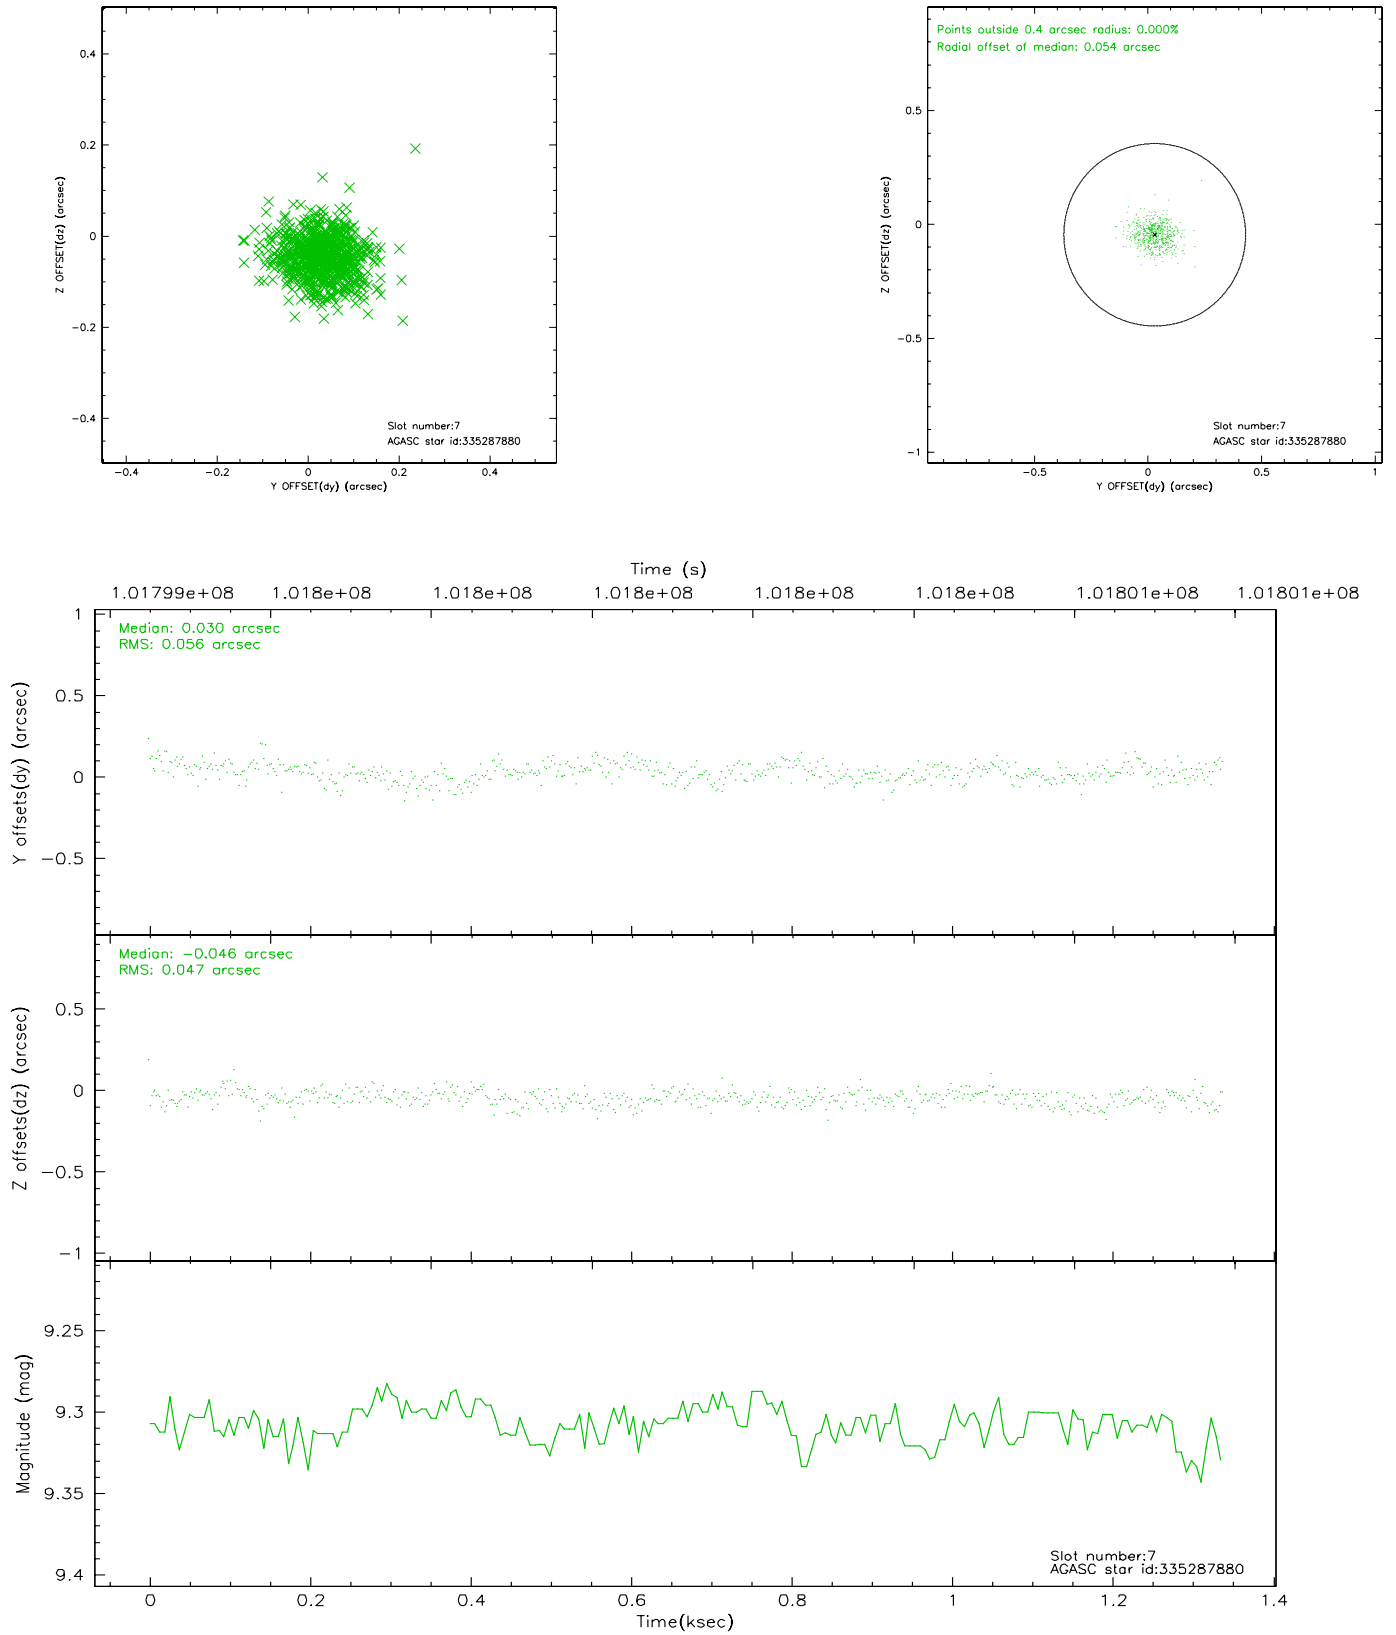 0.4
0.2
0
−0.2
−0.4
Z OFFSET(dz) (arcsec)
Slot number:7
AGASC star id:335287880
−0.4 −0.2 0 0.2 0.4
Y OFFSET(dy) (arcsec)
Points outside 0.4 arcsec radius: 0.000%
Radial offset of median: 0.054 arcsec
0.5
0
−0.5
−1
Z OFFSET(dz) (arcsec)
Slot number:7
AGASC star id:335287880
−0.5 0 0.5 1
Y OFFSET(dy) (arcsec)
Time (s)
1.01799e+08 1.018e+08 1.018e+08 1.018e+08 1.018e+08 1.018e+08 1.01801e+08 1.01801e+08
Median: 0.030 arcsec
RMS: 0.056 arcsec
1
0.5
0
−0.5
Y offsets(dy) (arcsec)
Median: −0.046 arcsec
RMS: 0.047 arcsec
0.5
0
−0.5
−1
Z offsets(dz) (arcsec)
9.25
9.3
9.35
9.4
Magnitude (mag)
Slot number:7
AGASC star id:335287880
0 0.2 0.4 0.6 0.8 1 1.2 1.4
Time(ksec)